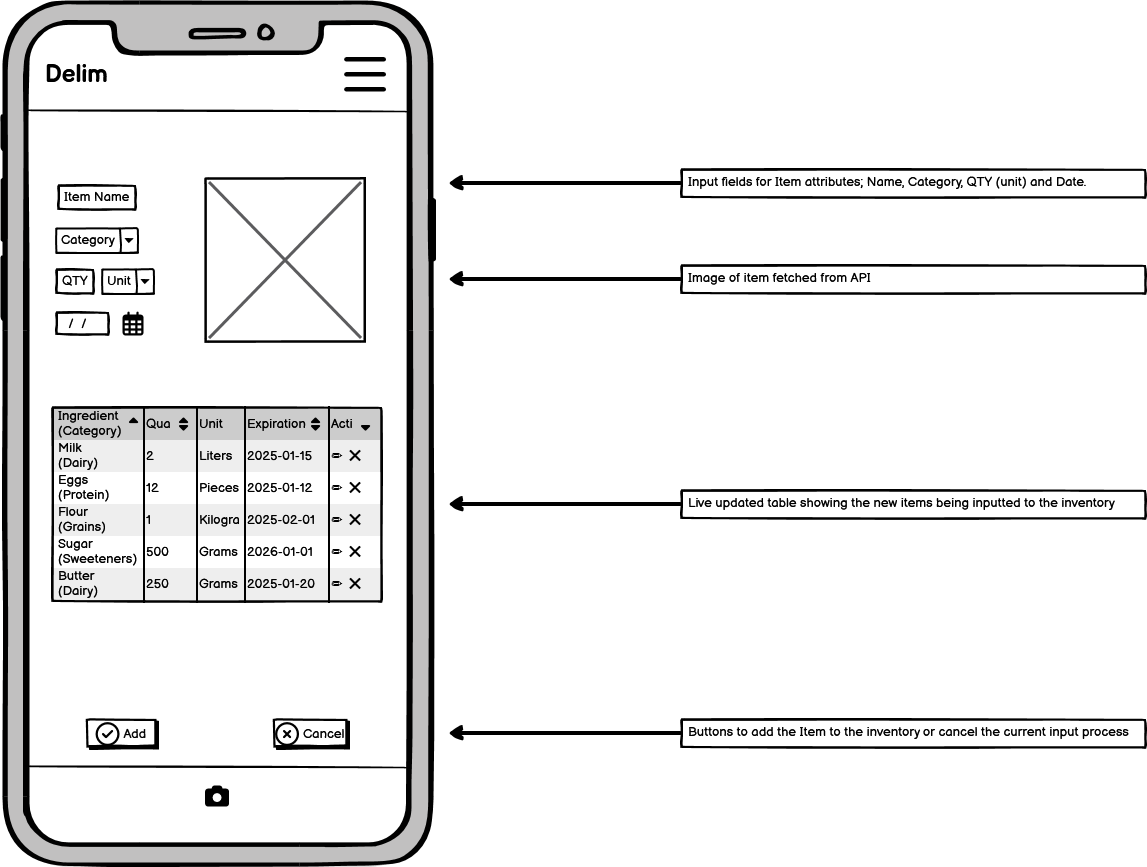 Delim
Item Name
Category
QTY Unit
/ /
Input fields for Item attributes; Name, Category, QTY (unit) and Date.
Image of item fetched from API
Ingredient (Category) Qua Unit Expiration Acti
Milk (Dairy) 2 Liters 2025-01-15
Eggs (Protein) 12 Pieces 2025-01-12
Flour (Grains) 1 Kilogra 2025-02-01
Sugar (Sweeteners) 500 Grams 2026-01-01
Butter (Dairy) 250 Grams 2025-01-20
Live updated table showing the new items being inputted to the inventory
Add Cancel
Buttons to add the Item to the inventory or cancel the current input process